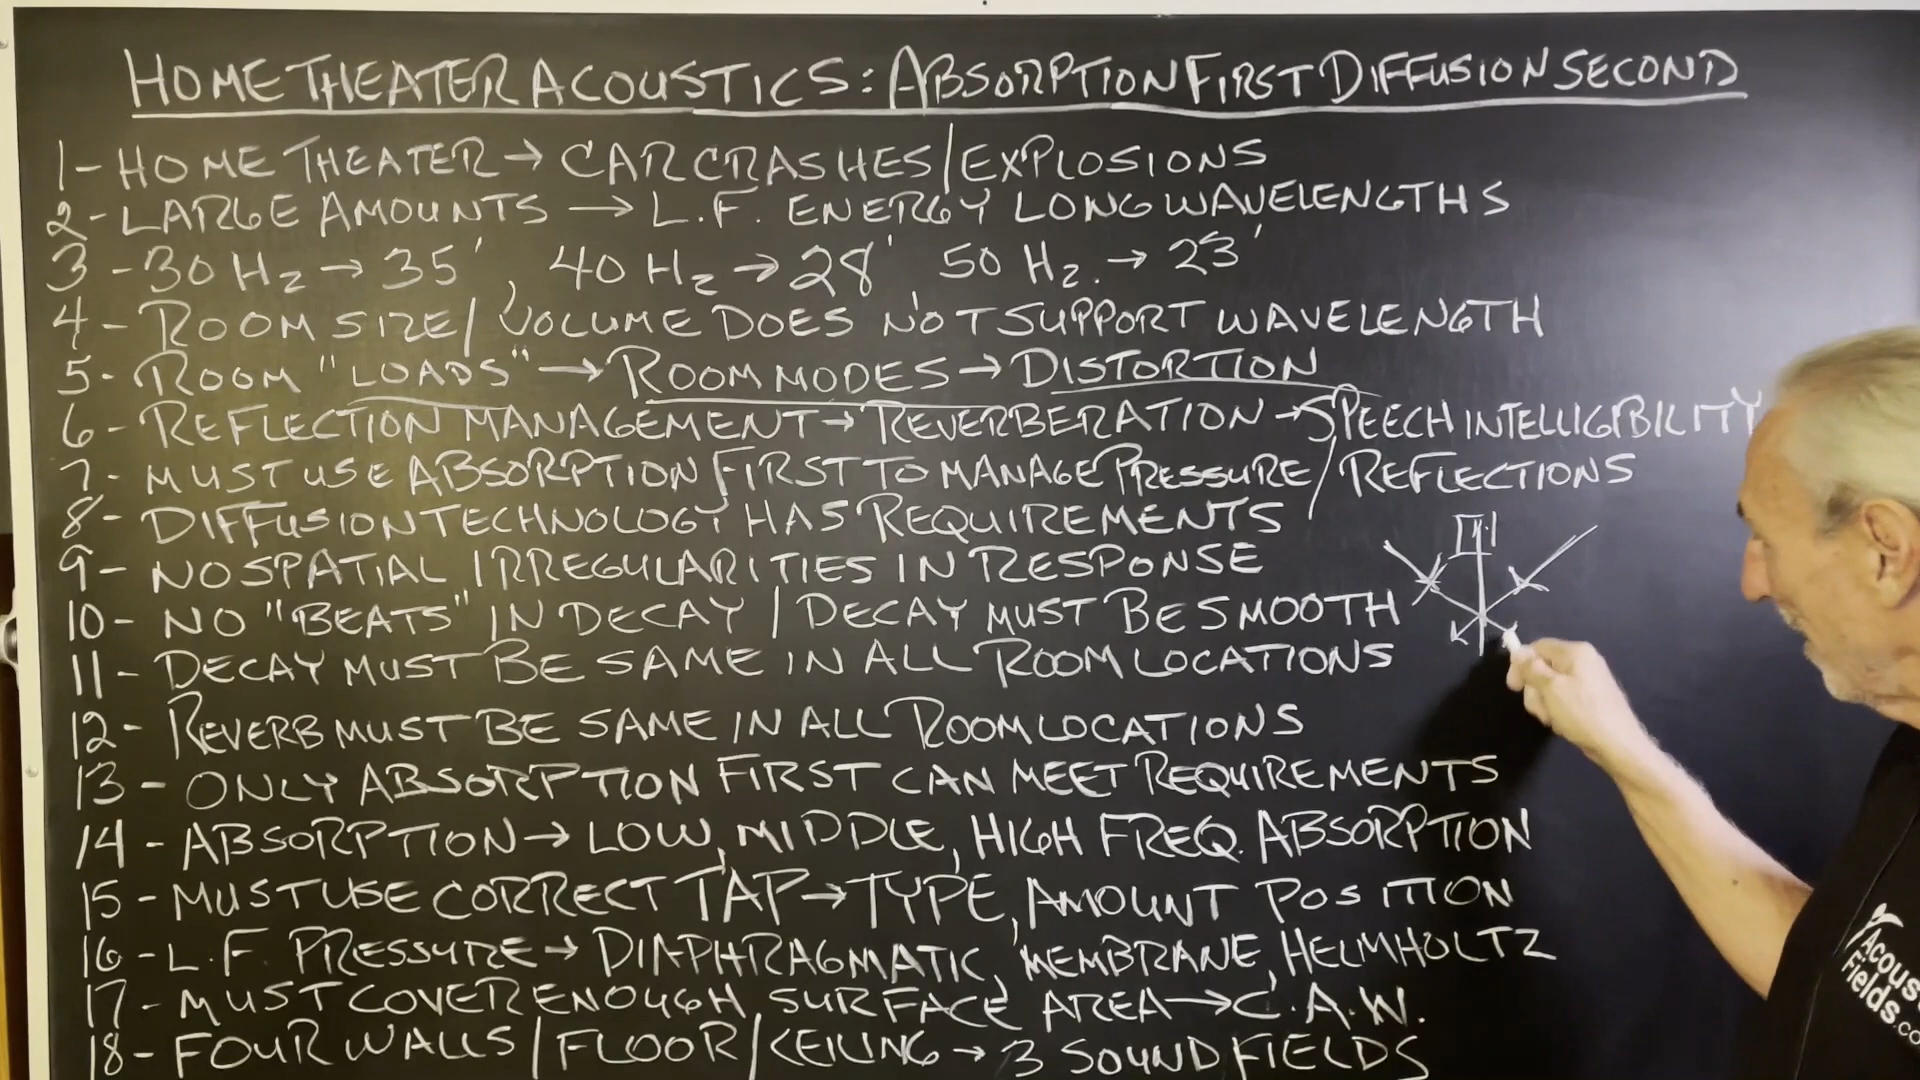 HOME THEATER ACOUSTICS: ABSORPTION FIRST DIFFUSION SECOND
1- HOME THEATER → CAR CRASHES/EXPLOSIONS
2- LARGE AMOUNTS → L.F. ENERGY LONG WAVELENGTHS
3- 30 Hz → 35', 40 Hz → 28' 50 Hz. → 23'
4- ROOM SIZE/VOLUME DOES NOT SUPPORT WAVELENGTH
5- ROOM "LOADS" → ROOM MODES → DISTORTION
6- REFLECTION MANAGEMENT → REVERBERATION → SPEECH INTELLIGIBILITY
7- MUST USE ABSORPTION FIRST TO MANAGE PRESSURE/REFLECTIONS
8- DIFFUSION TECHNOLOGY HAS REQUIREMENTS
9- NO SPATIAL IRREGULARITIES IN RESPONSE
10- NO "BEATS" IN DECAY / DECAY MUST BE SMOOTH
11- DECAY MUST BE SAME IN ALL ROOM LOCATIONS
12- REVERB MUST BE SAME IN ALL ROOM LOCATIONS
13- ONLY ABSORPTION FIRST CAN MEET REQUIREMENTS
14- ABSORPTION → LOW, MIDDLE, HIGH FREQ. ABSORPTION
15- MUST USE CORRECT TAP → TYPE, AMOUNT POSITION
16- L.F. PRESSURE → DIAPHRAGMATIC, MEMBRANE, HELMHOLTZ
17- MUST COVER ENOUGH SURFACE AREA → C.A.W.
18- FOUR WALLS/FLOOR/CEILING → 3 SOUND FIELDS
Acous
Fields.co